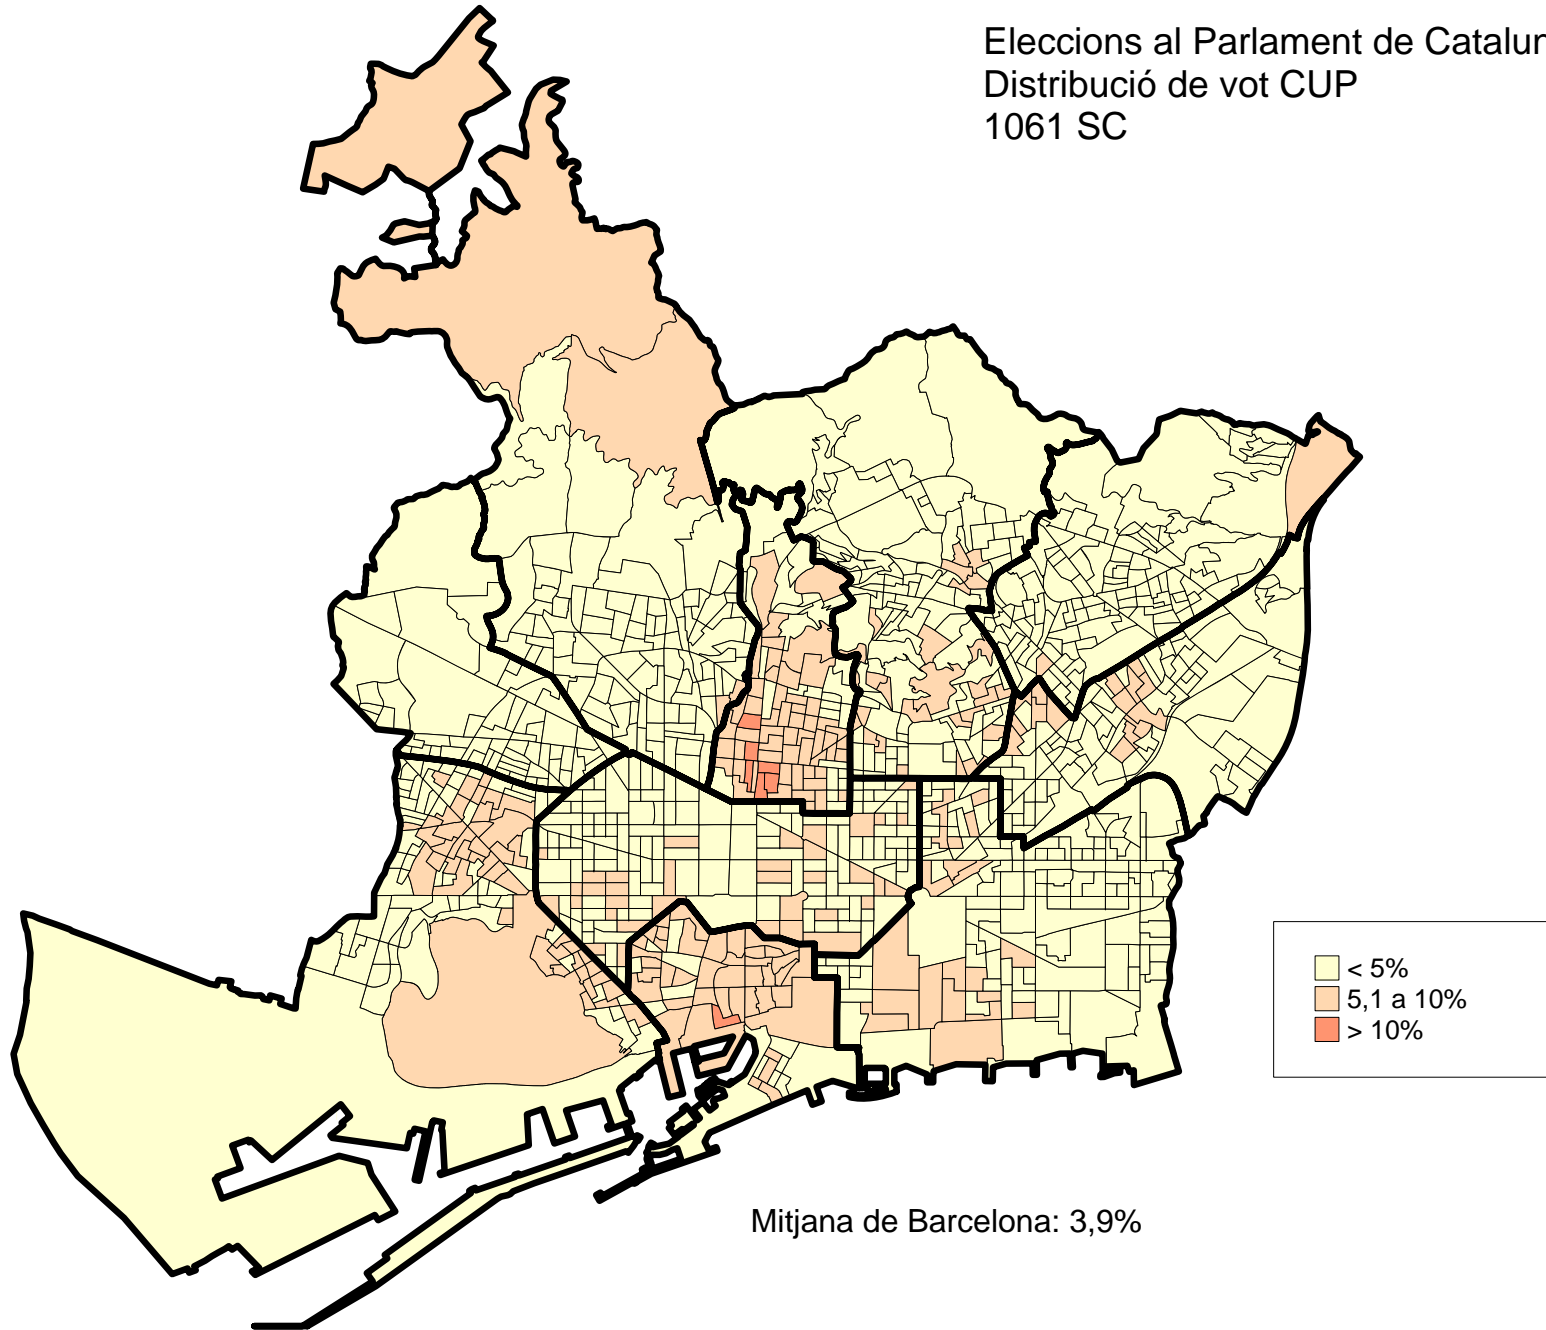 Eleccions al Parlament de Catalun
Distribució de vot CUP
1061 SC
< 5%
5,1 a 10%
> 10%
Mitjana de Barcelona: 3,9%